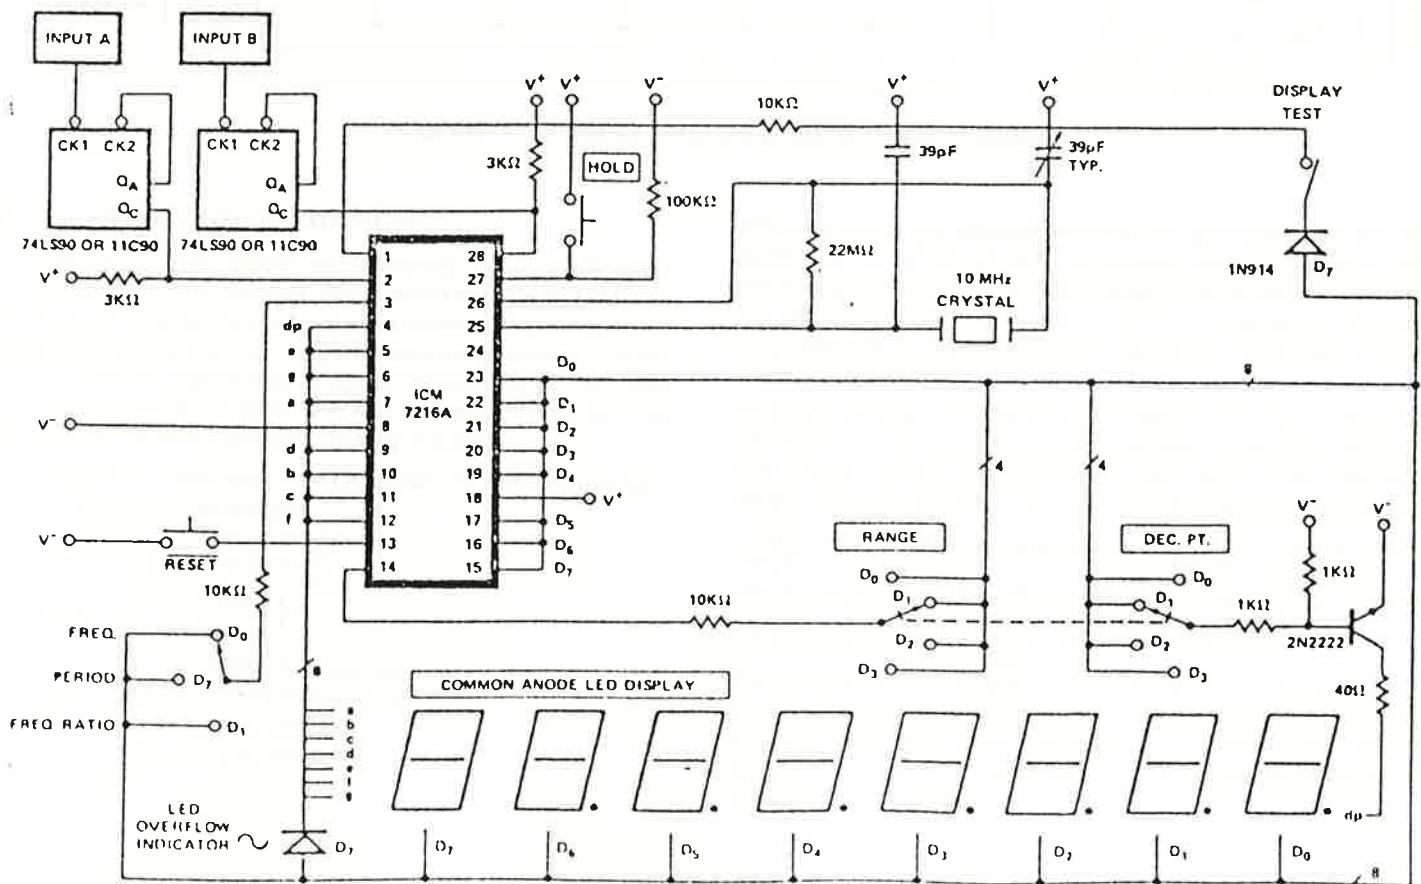 INPUT A
INPUT B
CK1 CK2
QA
QC
74LS90 OR 11C90
CK1 CK2
QA
QC
74LS90 OR 11C90
V+
3KΩ
V+
3KΩ
V+
HOLD
V-
100KΩ
10KΩ
V+
39pF
V+
39pF
TYP.
DISPLAY
TEST
22MΩ
10 MHz
CRYSTAL
1N914
D7
ICM
7216A
1
2
3
4
5
6
7
8
9
10
11
12
13
14
28
27
26
25
24
23
22
21
20
19
18
17
16
15
dp
e
g
a
V-
d
b
c
f
V-
RESET
10KΩ
D0
D1
D2
D3
D4
V+
D5
D6
D7
8
4
4
RANGE
D0
D1
D2
D3
10KΩ
DEC. PT.
D0
D1
D2
D3
1KΩ
V-
1KΩ
V-
2N2222
40Ω
dp
FREQ.
D0
PERIOD
D7
FREQ RATIO
D1
8
COMMON ANODE LED DISPLAY
a
b
c
d
e
f
g
LED
OVERFLOW
INDICATOR
D7
D7
D6
D5
D4
D3
D2
D1
D0
8